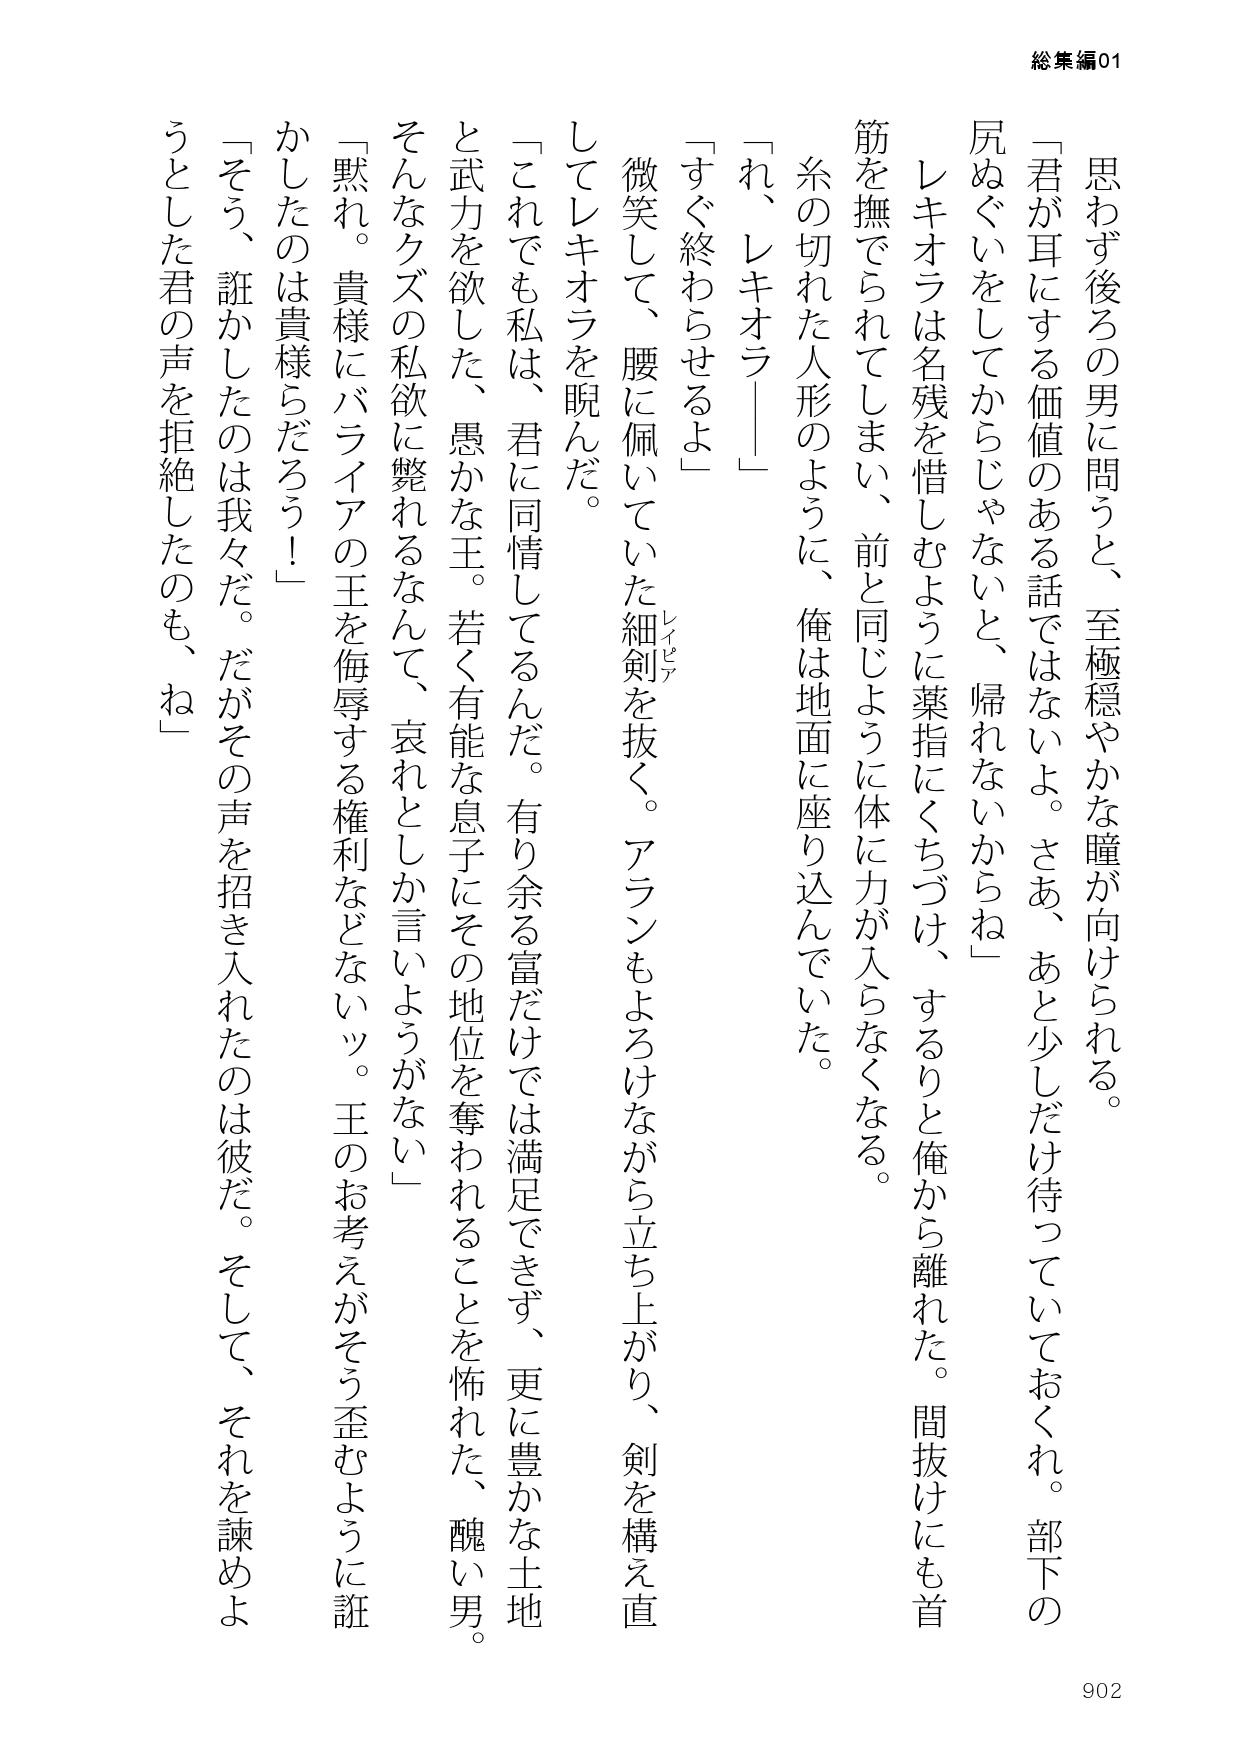 総集編01
　思わず後ろの男に問うと、至極穏やかな瞳が向けられる。
「君が耳にする価値のある話ではないよ。さあ、あと少しだけ待っていておくれ。部下の
尻ぬぐいをしてからじゃないと、帰れないからね」
　レキオラは名残を惜しむように薬指にくちづけ、するりと俺から離れた。間抜けにも首
筋を撫でられてしまい、前と同じように体に力が入らなくなる。
　糸の切れた人形のように、俺は地面に座り込んでいた。
「れ、レキオラ――」
「すぐ終わらせるよ」
　微笑して、腰に佩いていた細剣を抜く。アランもよろけながら立ち上がり、剣を構え直
レイピア
してレキオラを睨んだ。
「これでも私は、君に同情してるんだ。有り余る富だけでは満足できず、更に豊かな土地
と武力を欲した、愚かな王。若く有能な息子にその地位を奪われることを怖れた、醜い男。
そんなクズの私欲に斃れるなんて、哀れとしか言いようがない」
「黙れ。貴様にバライアの王を侮辱する権利などないッ。王のお考えがそう歪むように誑
かしたのは貴様らだろう！」
「そう、誑かしたのは我々だ。だがその声を招き入れたのは彼だ。そして、それを諫めよ
うとした君の声を拒絶したのも、ね」
902